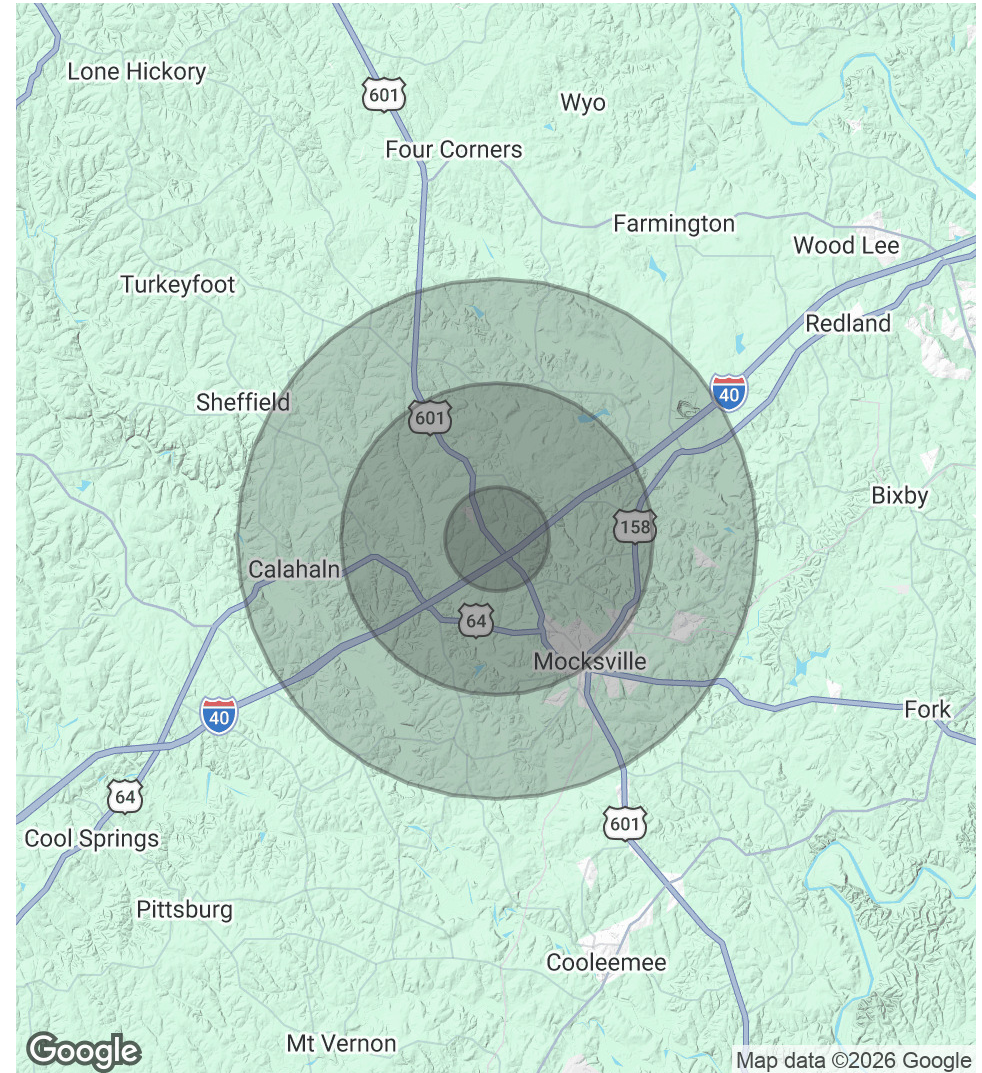 Lone Hickory
601
Wyo
Four Corners
Farmington
Wood Lee
Turkeyfoot
Redland
40
Sheffield
601
Bixby
158
Calahaln
64
Mocksville
40
Fork
64
601
Cool Springs
Pittsburg
Cooleemee
Mt Vernon
Google
Map data ©2026 Google